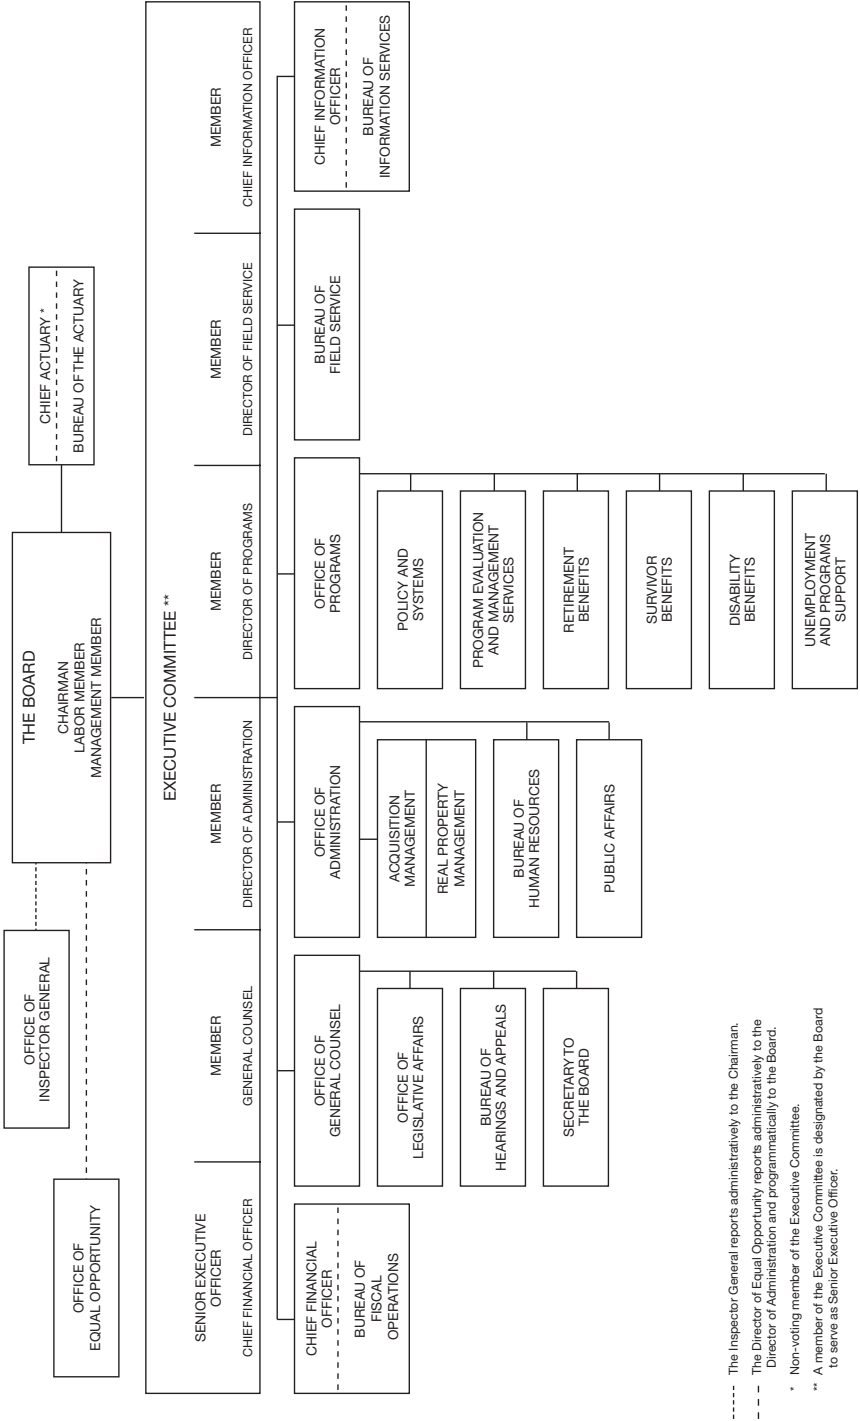 THE BOARD
CHAIRMAN
LABOR MEMBER
MANAGEMENT MEMBER
OFFICE OF
INSPECTOR GENERAL
OFFICE OF
EQUAL OPPORTUNITY
CHIEF ACTUARY *
BUREAU OF THE ACTUARY
EXECUTIVE COMMITTEE **
SENIOR EXECUTIVE
OFFICER
CHIEF FINANCIAL OFFICER
MEMBER
GENERAL COUNSEL
MEMBER
DIRECTOR OF ADMINISTRATION
MEMBER
DIRECTOR OF PROGRAMS
MEMBER
DIRECTOR OF FIELD SERVICE
MEMBER
CHIEF INFORMATION OFFICER
CHIEF FINANCIAL
OFFICER
BUREAU OF
FISCAL
OPERATIONS
OFFICE OF
GENERAL COUNSEL
OFFICE OF
LEGISLATIVE AFFAIRS
BUREAU OF
HEARINGS AND APPEALS
SECRETARY TO
THE BOARD
OFFICE OF
ADMINISTRATION
ACQUISITION
MANAGEMENT
REAL PROPERTY
MANAGEMENT
BUREAU OF
HUMAN RESOURCES
PUBLIC AFFAIRS
OFFICE OF
PROGRAMS
POLICY AND
SYSTEMS
PROGRAM EVALUATION
AND MANAGEMENT
SERVICES
RETIREMENT
BENEFITS
SURVIVOR
BENEFITS
DISABILITY
BENEFITS
UNEMPLOYMENT
AND PROGRAMS
SUPPORT
BUREAU OF
FIELD SERVICE
CHIEF INFORMATION
OFFICER
BUREAU OF
INFORMATION SERVICES
The Inspector General reports administratively to the Chairman.
The Director of Equal Opportunity reports administratively to the
Director of Administration and programmatically to the Board.
* Non-voting member of the Executive Committee.
** A member of the Executive Committee is designated by the Board
to serve as Senior Executive Officer.